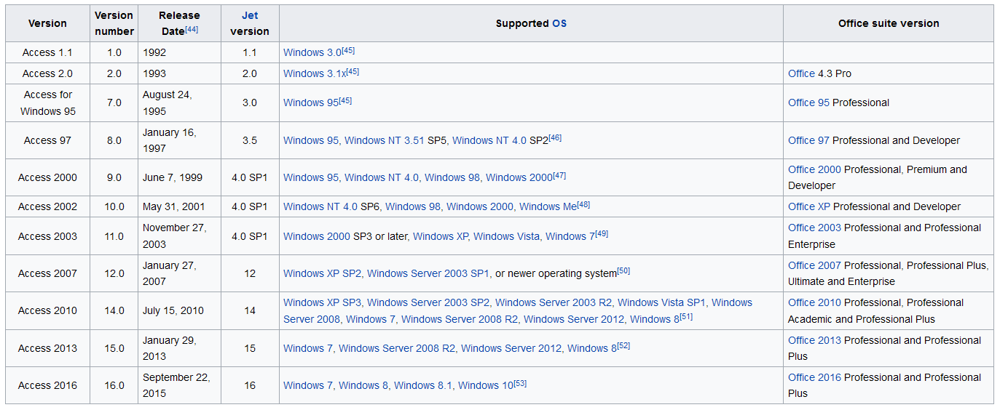 Version Version number Release Date[44] Jet version Supported OS Office suite version
Access 1.1 1.0 1992 1.1 Windows 3.0[45]
Access 2.0 2.0 1993 2.0 Windows 3.1x[45] Office 4.3 Pro
Access for Windows 95 7.0 August 24, 1995 3.0 Windows 95[45] Office 95 Professional
Access 97 8.0 January 16, 1997 3.5 Windows 95, Windows NT 3.51 SP5, Windows NT 4.0 SP2[46] Office 97 Professional and Developer
Access 2000 9.0 June 7, 1999 4.0 SP1 Windows 95, Windows NT 4.0, Windows 98, Windows 2000[47] Office 2000 Professional, Premium and Developer
Access 2002 10.0 May 31, 2001 4.0 SP1 Windows NT 4.0 SP6, Windows 98, Windows 2000, Windows Me[48] Office XP Professional and Developer
Access 2003 11.0 November 27, 2003 4.0 SP1 Windows 2000 SP3 or later, Windows XP, Windows Vista, Windows 7[49] Office 2003 Professional and Professional Enterprise
Access 2007 12.0 January 27, 2007 12 Windows XP SP2, Windows Server 2003 SP1, or newer operating system[50] Office 2007 Professional, Professional Plus, Ultimate and Enterprise
Access 2010 14.0 July 15, 2010 14 Windows XP SP3, Windows Server 2003 SP2, Windows Server 2003 R2, Windows Vista SP1, Windows Server 2008, Windows 7, Windows Server 2008 R2, Windows Server 2012, Windows 8[51] Office 2010 Professional, Professional Academic and Professional Plus
Access 2013 15.0 January 29, 2013 15 Windows 7, Windows Server 2008 R2, Windows Server 2012, Windows 8[52] Office 2013 Professional and Professional Plus
Access 2016 16.0 September 22, 2015 16 Windows 7, Windows 8, Windows 8.1, Windows 10[53] Office 2016 Professional and Professional Plus